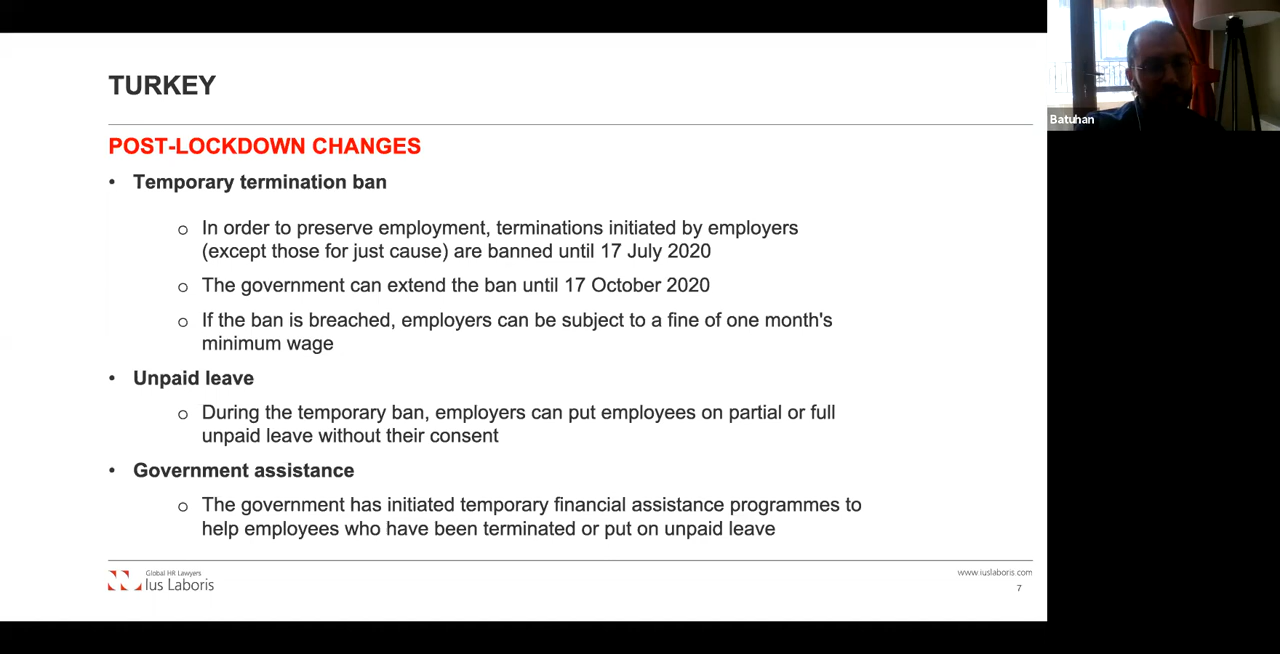 TURKEY
POST-LOCKDOWN CHANGES
• Temporary termination ban
o In order to preserve employment, terminations initiated by employers
(except those for just cause) are banned until 17 July 2020
o The government can extend the ban until 17 October 2020
o If the ban is breached, employers can be subject to a fine of one month's
minimum wage
• Unpaid leave
o During the temporary ban, employers can put employees on partial or full
unpaid leave without their consent
• Government assistance
o The government has initiated temporary financial assistance programmes to
help employees who have been terminated or put on unpaid leave
Global HR Lawyers
Ius Laboris
www.iuslaboris.com
7
Batuhan